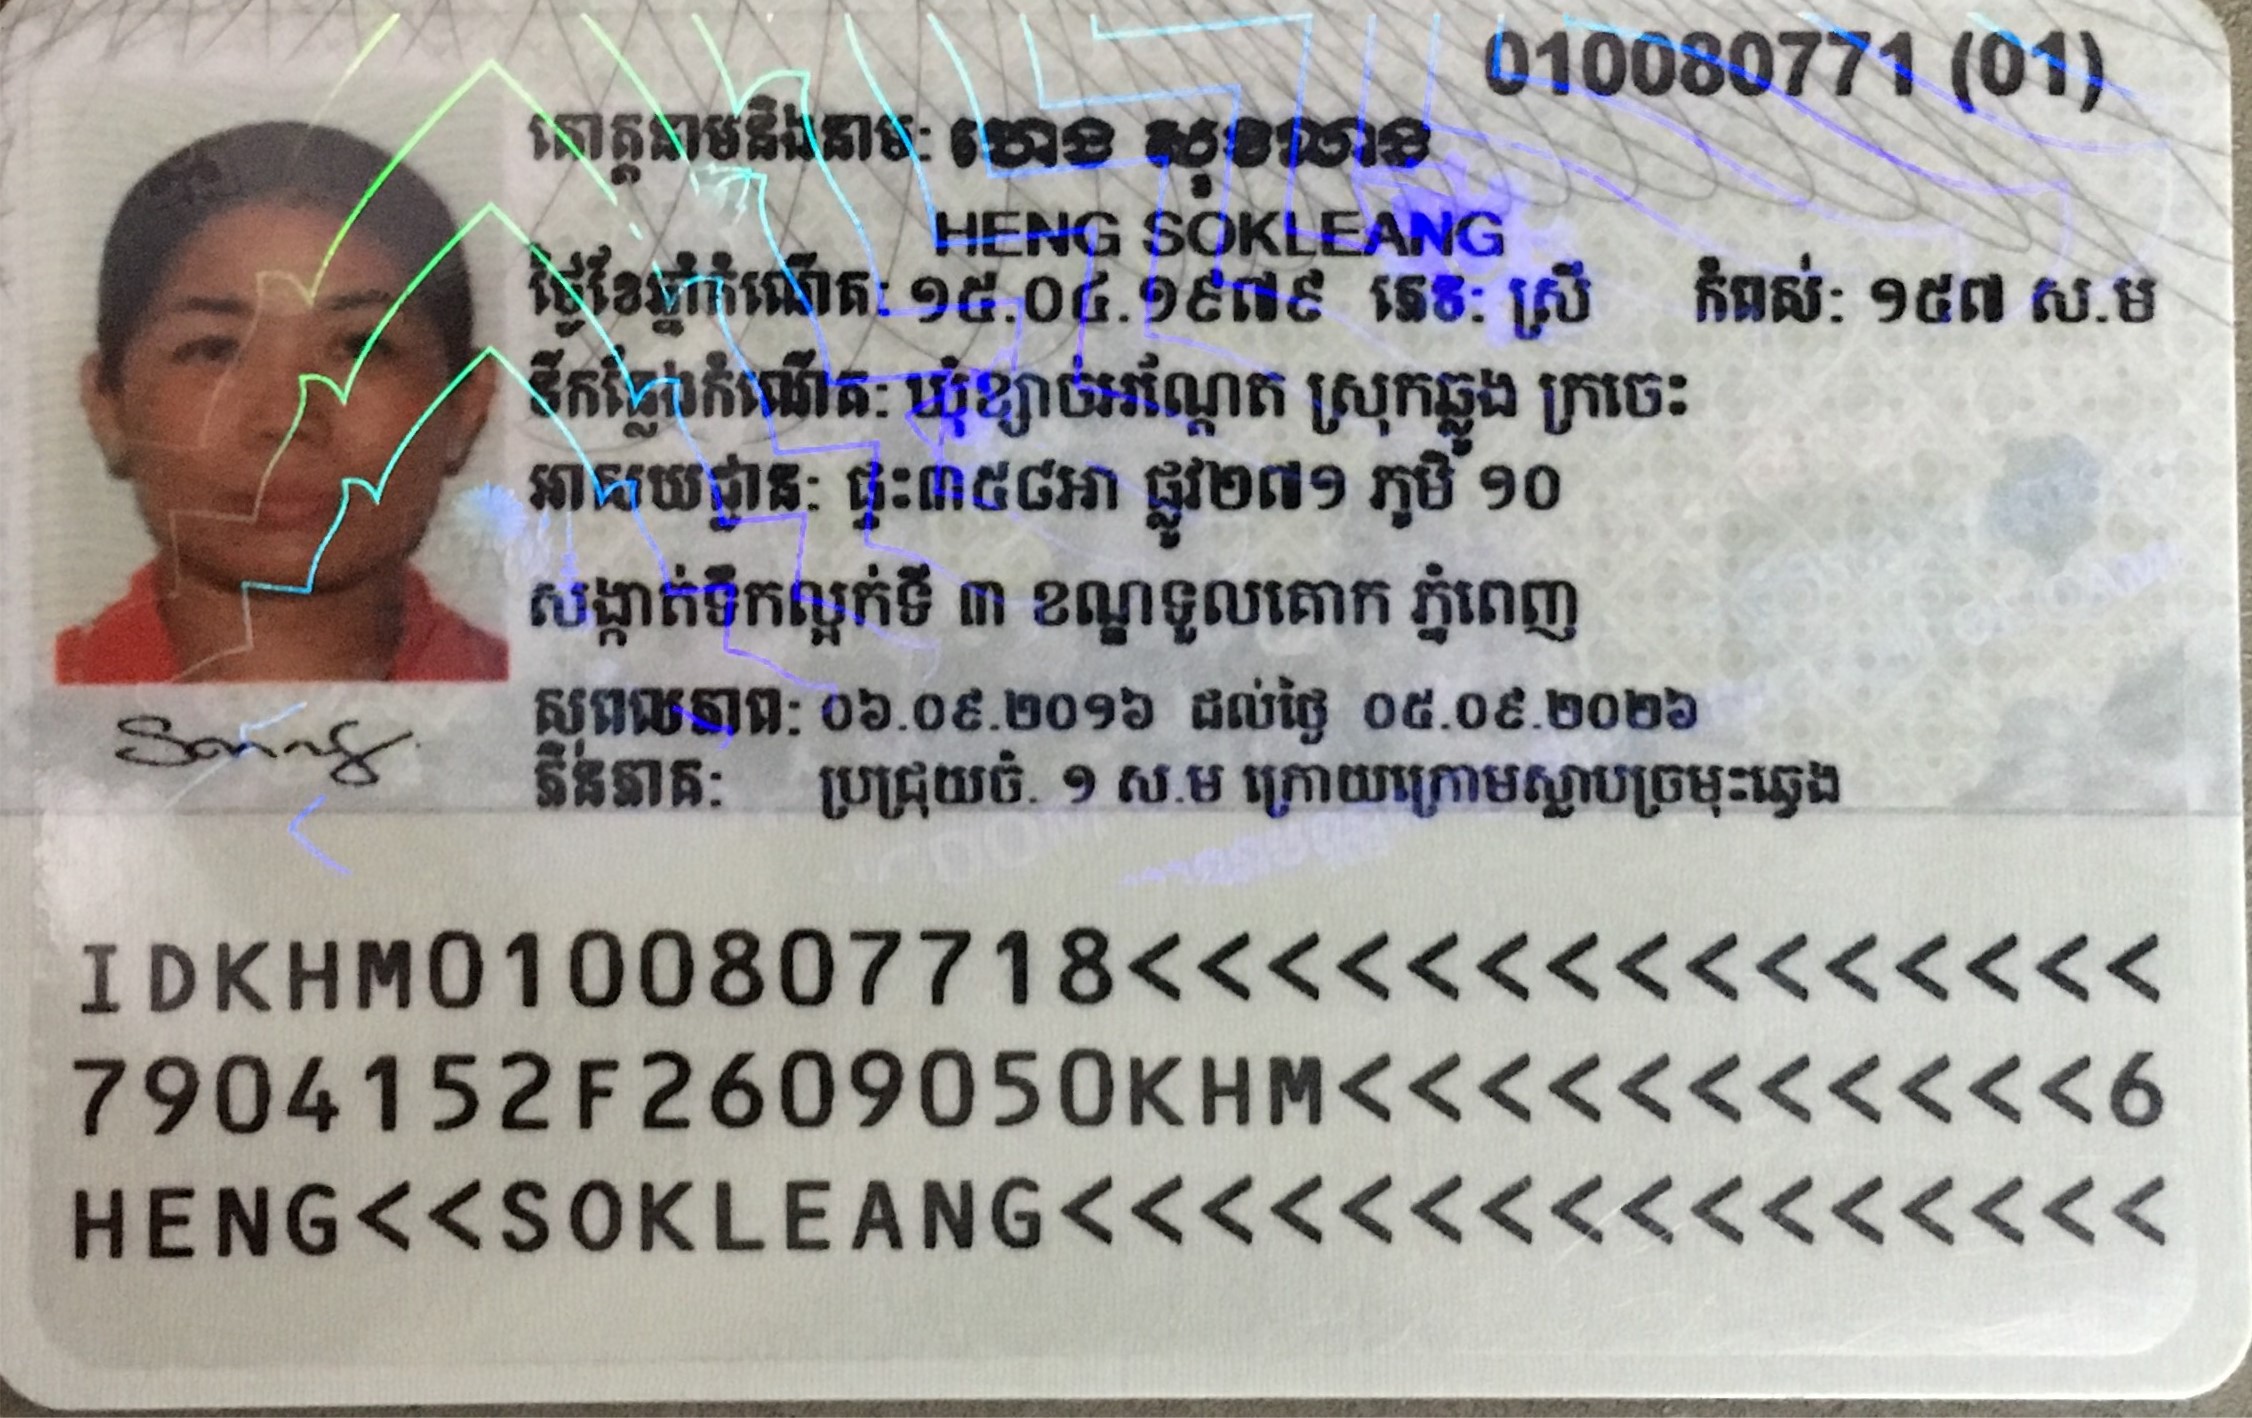 010080771 (01)
គោត្តនាមនិងនាម: ហេង សុខលាង
HENG SOKLEANG
ថ្ងៃខែឆ្នាំកំណើត: ១៥.០៤.១៩៧៩ ភេទ: ស្រី កំពស់: ១៥៧ ស.ម
ទីកន្លែងកំណើត: ឃុំខ្សាច់អណ្ដែត ស្រុកឆ្លូង ក្រចេះ
អាសយដ្ឋាន: ផ្ទះ៣៥៨អា ផ្លូវ២៧១ ភូមិ ១០
សង្កាត់ទឹកល្អក់ទី ៣ ខណ្ឌទួលគោក ភ្នំពេញ
សុពលភាព: ០៦.០៩.២០១៦ ដល់ថ្ងៃ ០៥.០៩.២០២៦
ភិនភាគ: ប្រជ្រុយចំ. ១ ស.ម ក្រោយក្រោមស្លាបច្រមុះឆ្វេង
IDKHM0100807718<<<<<<<<<<<<<<<
7904152F2609050KHM<<<<<<<<<<<6
HENG<<SOKLEANG<<<<<<<<<<<<<<<<